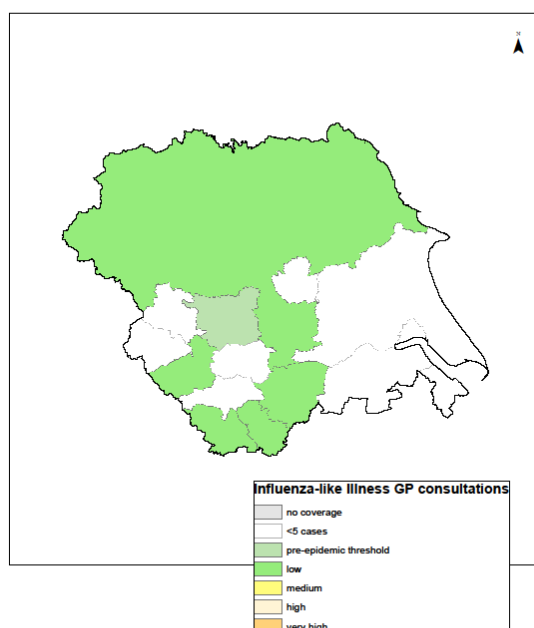 N
Influenza-like Illness GP consultations
no coverage
<5 cases
pre-epidemic threshold
low
medium
high
very high